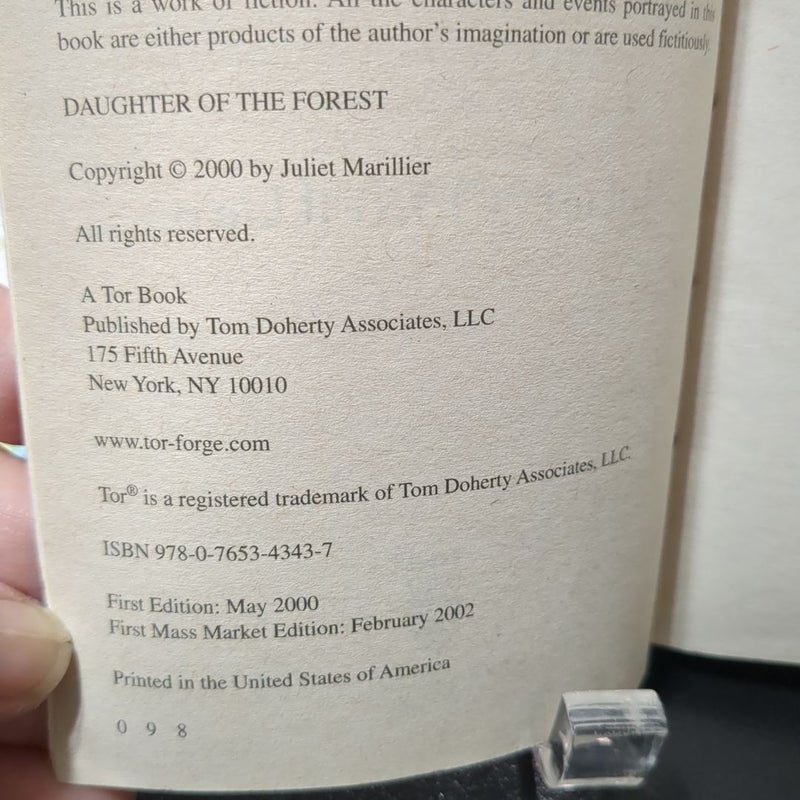 This is a work of fiction. All the characters and events portrayed in this
book are either products of the author's imagination or are used fictitiously.
DAUGHTER OF THE FOREST
Copyright © 2000 by Juliet Marillier
All rights reserved.
A Tor Book
Published by Tom Doherty Associates, LLC
175 Fifth Avenue
New York, NY 10010
www.tor-forge.com
Tor® is a registered trademark of Tom Doherty Associates, LLC.
ISBN 978-0-7653-4343-7
First Edition: May 2000
First Mass Market Edition: February 2002
Printed in the United States of America
0 9 8